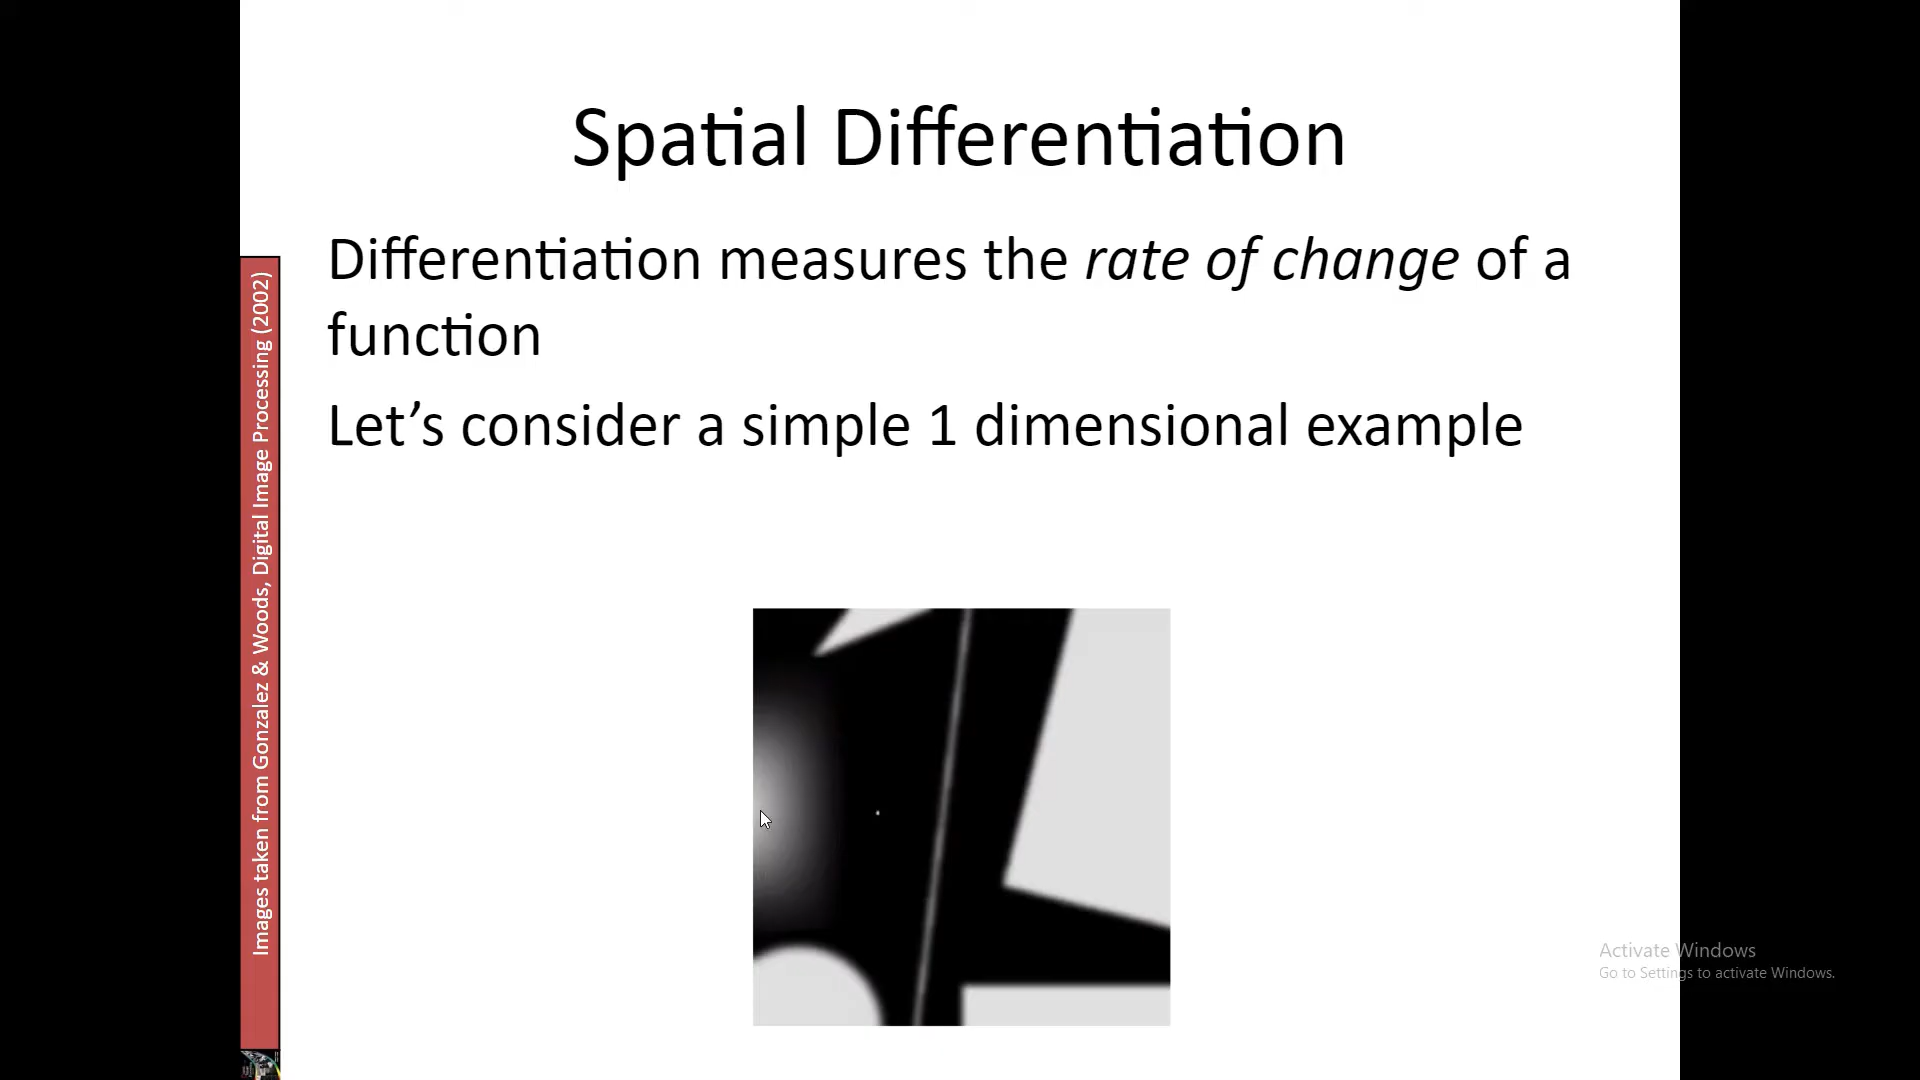 Spatial Differentiation
Differentiation measures the rate of change of a
function
Let’s consider a simple 1 dimensional example
Images taken from Gonzalez & Woods, Digital Image Processing (2002)
Activate Windows
Go to Settings to activate Windows.